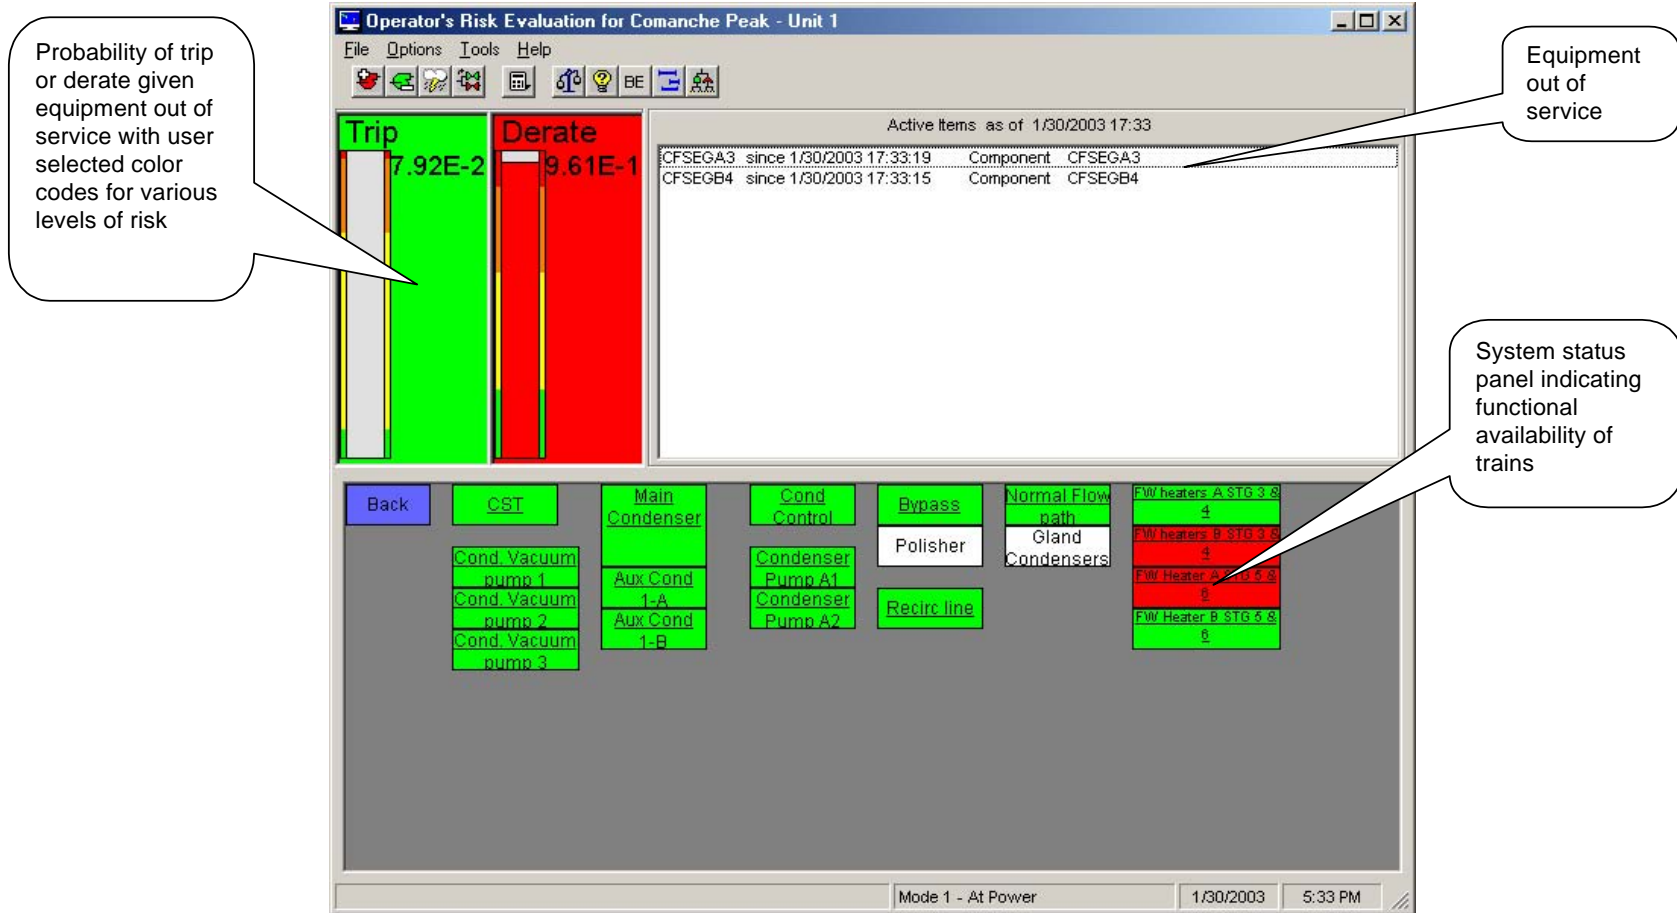 Probability of trip
or derate given
equipment out of
service with user
selected color
codes for various
levels of risk
Operator's Risk Evaluation for Comanche Peak - Unit 1
File Options Tools Help
BE
Trip
7.92E-2
Derate
9.61E-1
Active Items as of 1/30/2003 17:33
CFSEGA3 since 1/30/2003 17:33:19 Component CFSEGA3
CFSEGB4 since 1/30/2003 17:33:15 Component CFSEGB4
Equipment
out of
service
System status
panel indicating
functional
availability of
trains
Back
CST
Cond. Vacuum
pump 1
Cond. Vacuum
pump 2
Cond. Vacuum
pump 3
Main
Condenser
Aux Cond
1-A
Aux Cond
1-B
Cond
Control
Condenser
Pump A1
Condenser
Pump A2
Bypass
Polisher
Recirc line
Normal Flow
path
Gland
Condensers
FW heaters A STG 3 &
4
FW heaters B STG 3 &
4
FW Heater A STG 5 &
6
FW Heater B STG 5 &
6
Mode 1 - At Power
1/30/2003
5:33 PM